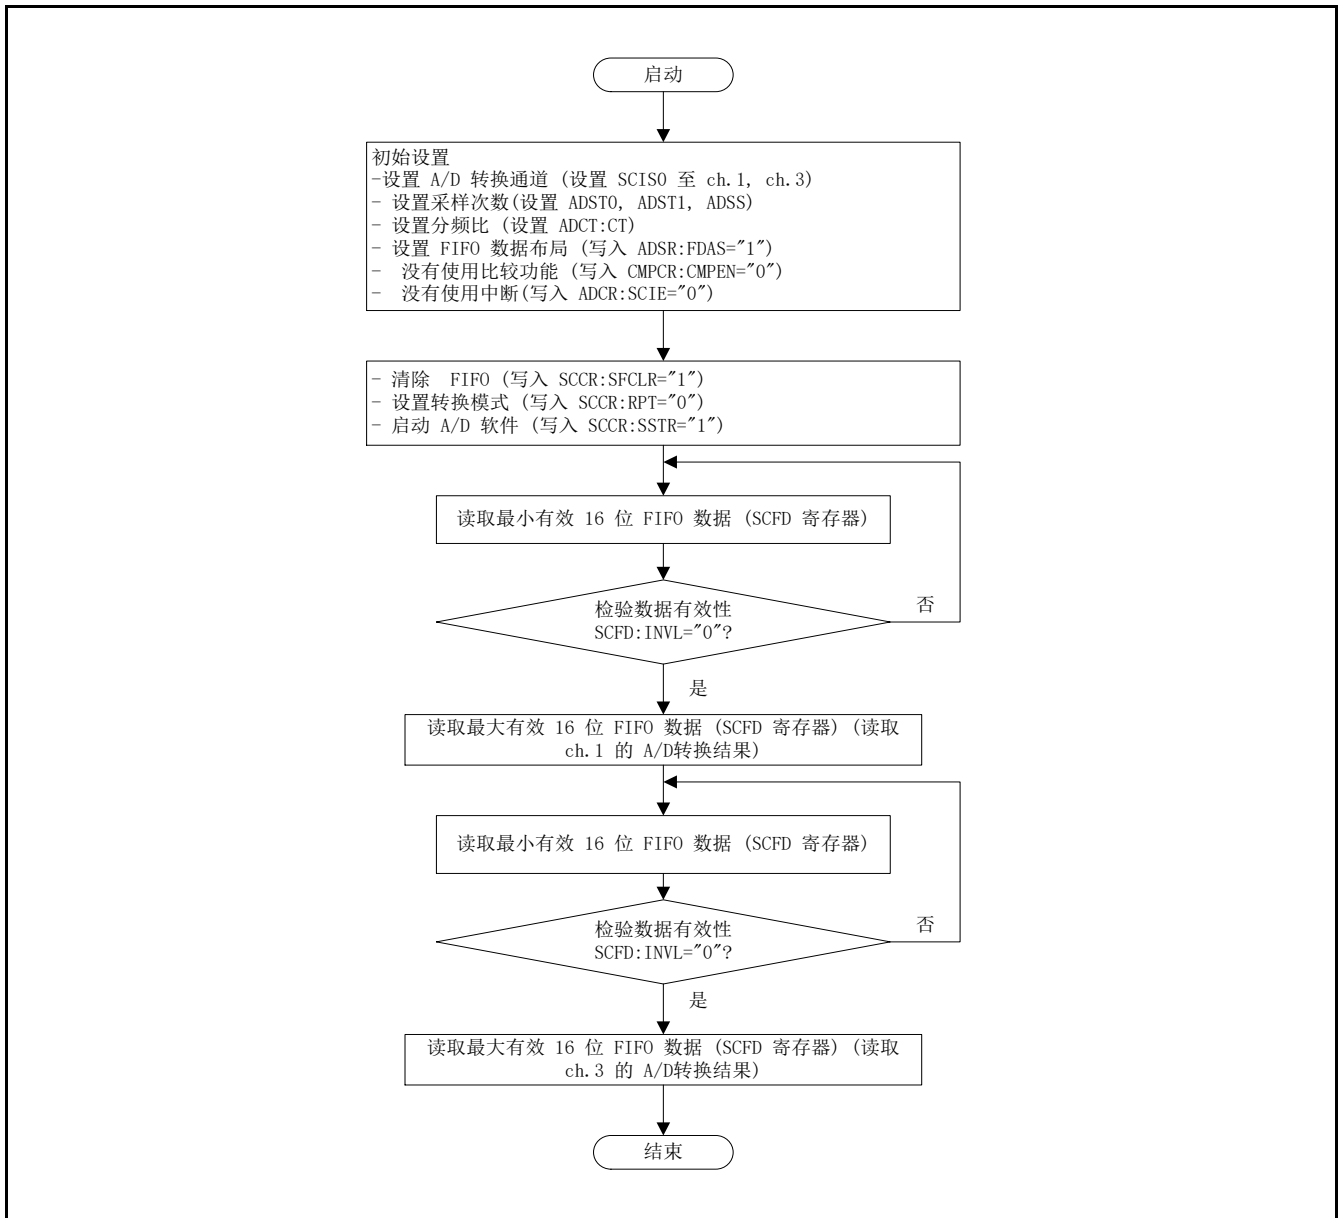 启动
初始设置
-设置 A/D 转换通道 (设置 SCIS0 至 ch.1, ch.3)
- 设置采样次数(设置 ADST0, ADST1, ADSS)
- 设置分频比 (设置 ADCT:CT)
- 设置 FIFO 数据布局 (写入 ADSR:FDAS="1")
-  没有使用比较功能 (写入 CMPCR:CMPEN="0")
-  没有使用中断(写入 ADCR:SCIE="0")
- 清除  FIFO (写入 SCCR:SFCLR="1")
- 设置转换模式 (写入 SCCR:RPT="0")
- 启动 A/D 软件 (写入 SCCR:SSTR="1")
读取最小有效 16 位 FIFO 数据 (SCFD 寄存器)
检验数据有效性
SCFD:INVL="0"?
否
是
读取最大有效 16 位 FIFO 数据 (SCFD 寄存器) (读取
ch.1 的 A/D转换结果)
读取最小有效 16 位 FIFO 数据 (SCFD 寄存器)
检验数据有效性
SCFD:INVL="0"?
否
是
读取最大有效 16 位 FIFO 数据 (SCFD 寄存器) (读取
ch.3 的 A/D转换结果)
结束